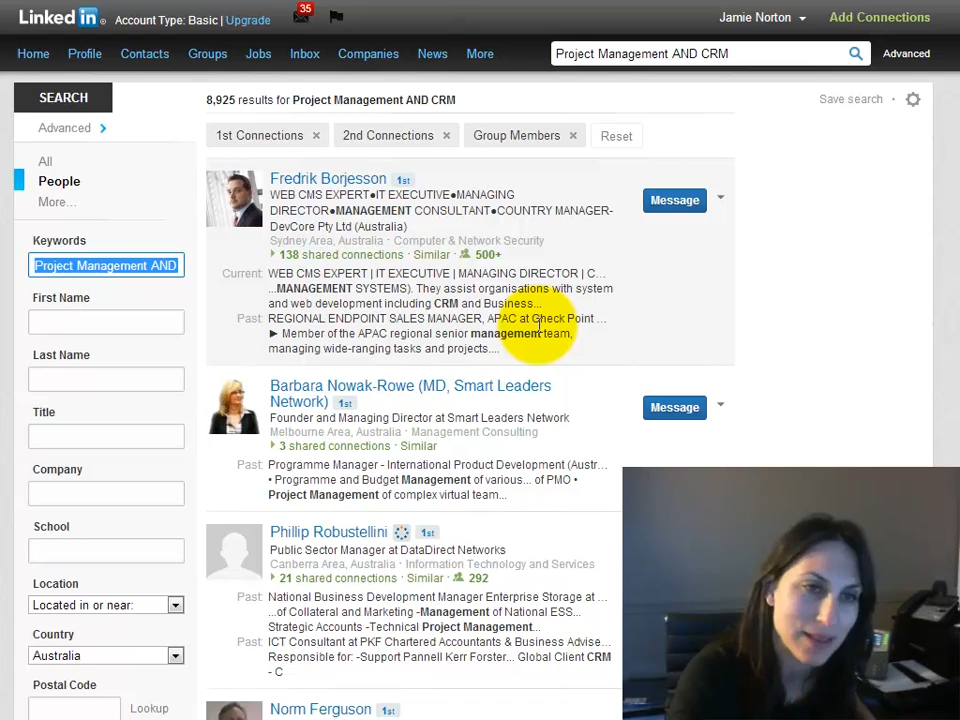 Linked in ® Account Type: Basic | Upgrade 35 Jamie Norton Add Connections
Home Profile Contacts Groups Jobs Inbox Companies News More Project Management AND CRM Advanced
SEARCH
Advanced
All
People
More...
Keywords
Project Management AND
First Name
Last Name
Title
Company
School
Location
Located in or near:
Country
Australia
Postal Code
Lookup
8,925 results for Project Management AND CRM Save search
1st Connections × 2nd Connections × Group Members × Reset
Fredrik Borjesson 1st
WEB CMS EXPERT●IT EXECUTIVE●MANAGING
DIRECTOR●MANAGEMENT CONSULTANT●COUNTRY MANAGER-
DevCore Pty Ltd (Australia)
Sydney Area, Australia · Computer & Network Security
138 shared connections · Similar · 500+
Message
Current: WEB CMS EXPERT | IT EXECUTIVE | MANAGING DIRECTOR | C...
...MANAGEMENT SYSTEMS). They assist organisations with system
and web development including CRM and Business...
Past: REGIONAL ENDPOINT SALES MANAGER, APAC at Check Point ...
► Member of the APAC regional senior management team,
managing wide-ranging tasks and projects....
Barbara Nowak-Rowe (MD, Smart Leaders
Network) 1st
Founder and Managing Director at Smart Leaders Network
Melbourne Area, Australia · Management Consulting
3 shared connections · Similar
Message
Past: Programme Manager - International Product Development (Austr...
• Programme and Budget Management of various... of PMO •
Project Management of complex virtual team...
Phillip Robustellini 1st
Public Sector Manager at DataDirect Networks
Canberra Area, Australia · Information Technology and Services
21 shared connections · Similar · 292
Past: National Business Development Manager Enterprise Storage at ...
...of Collateral and Marketing -Management of National ESS...
Strategic Accounts -Technical Project Management...
Past: ICT Consultant at PKF Chartered Accountants & Business Advise...
Responsible for: -Support Pannell Kerr Forster... Global Client CRM
- C
Norm Ferguson 1st